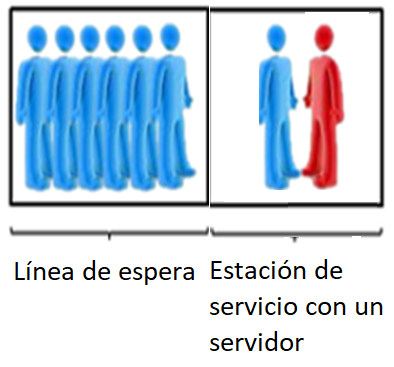 Línea de espera
Estación de
servicio con un
servidor